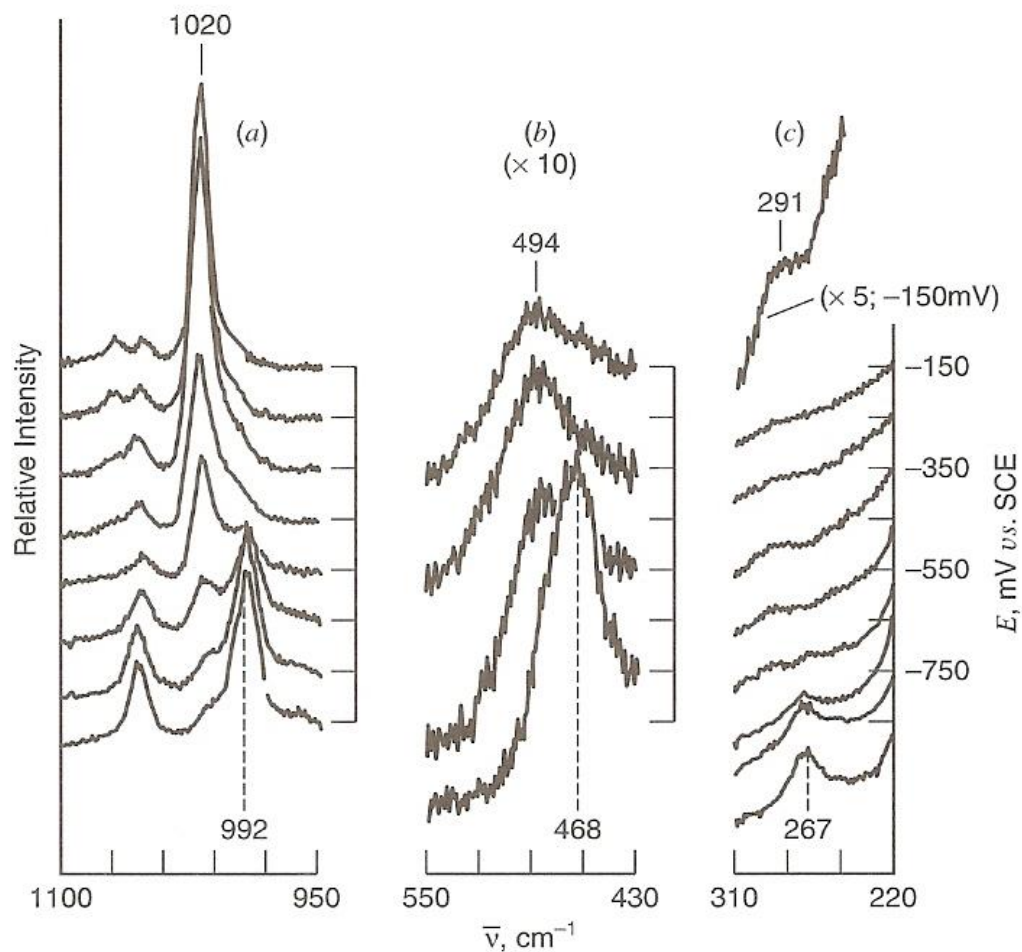 1020
(a)
(b)
(× 10)
(c)
291
494
(× 5; –150mV)
Relative Intensity
–150
–350
–550
–750
E, mV vs. SCE
992
468
267
1100
950
550
430
310
220
ν̅, cm⁻¹